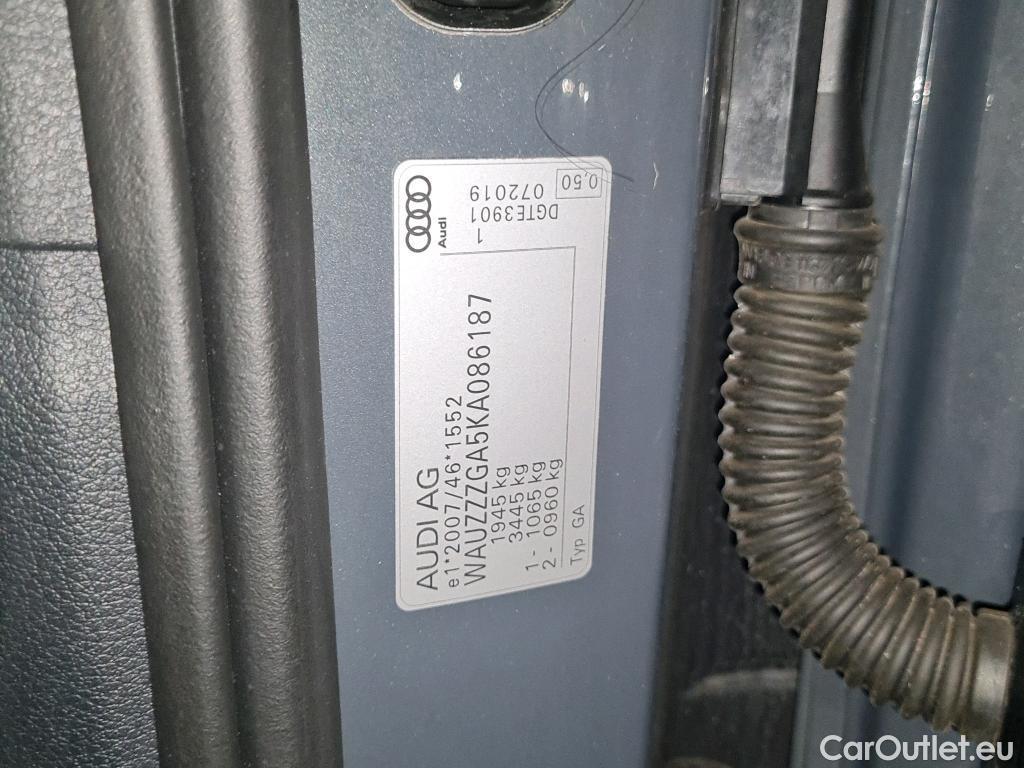 Audi
AUDI AG
e1*2007/46*1552
WAUZZZGA5KA086187
1945 kg
3445 kg
1 - 1065 kg
2 - 0960 kg
Typ GA
DGTE3901
072019
0,50
CarOutlet.eu